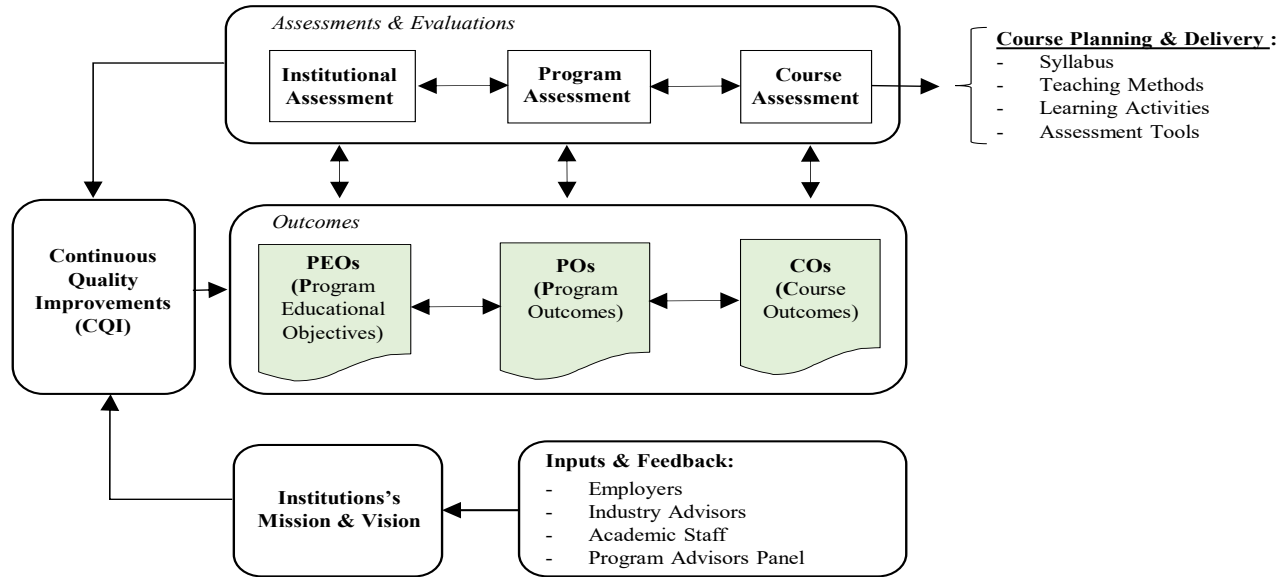 Assessments & Evaluations
Institutional
Assessment
Program
Assessment
Course
Assessment
Course Planning & Delivery :
- Syllabus
- Teaching Methods
- Learning Activities
- Assessment Tools
Continuous
Quality
Improvements
(CQI)
Outcomes
PEOs
(Program
Educational
Objectives)
POs
(Program
Outcomes)
COs
(Course
Outcomes)
Institutions’s
Mission & Vision
Inputs & Feedback:
- Employers
- Industry Advisors
- Academic Staff
- Program Advisors Panel